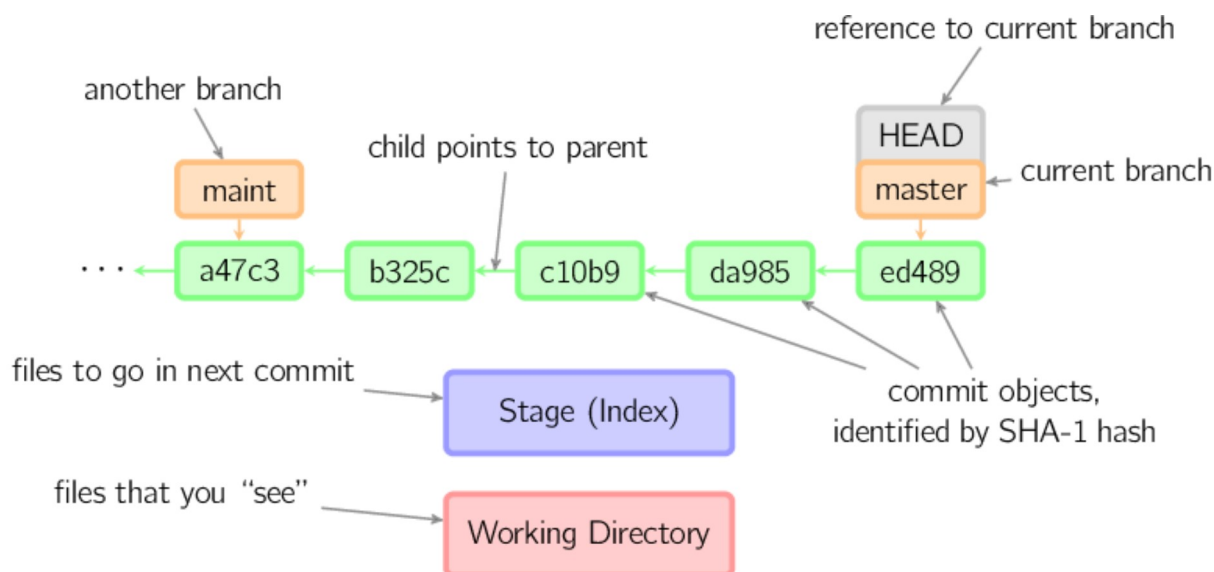 reference to current branch
another branch
HEAD
child points to parent
maint
master
current branch
...
a47c3
b325c
c10b9
da985
ed489
files to go in next commit
Stage (Index)
commit objects,
identified by SHA-1 hash
files that you “see”
Working Directory